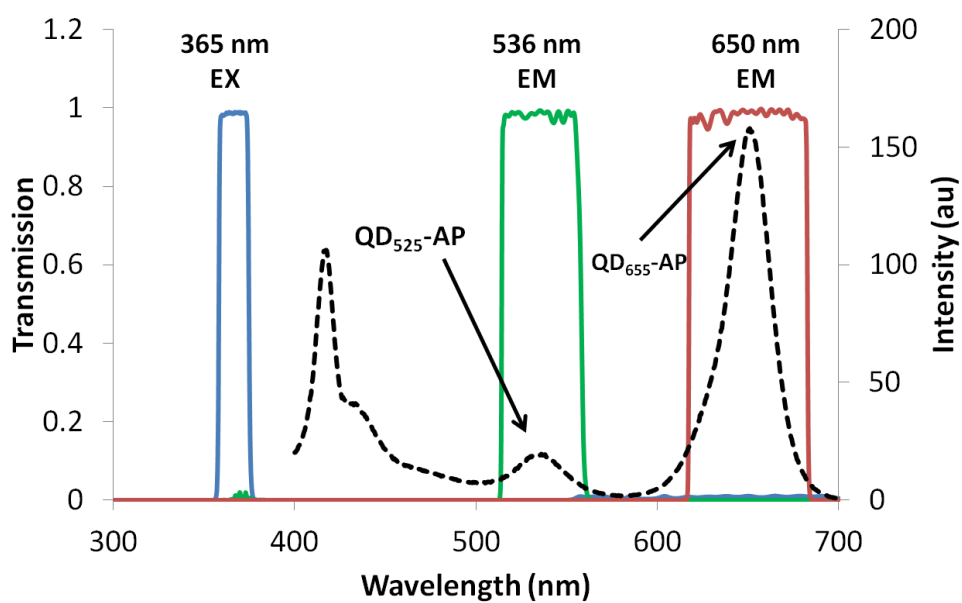 365 nm
EX
536 nm
EM
650 nm
EM
1.2
1
0.8
0.6
0.4
0.2
0
Transmission
QD₅₂₅-AP
QD₆₅₅-AP
200
150
100
50
0
Intensity (au)
300 400 500 600 700
Wavelength (nm)